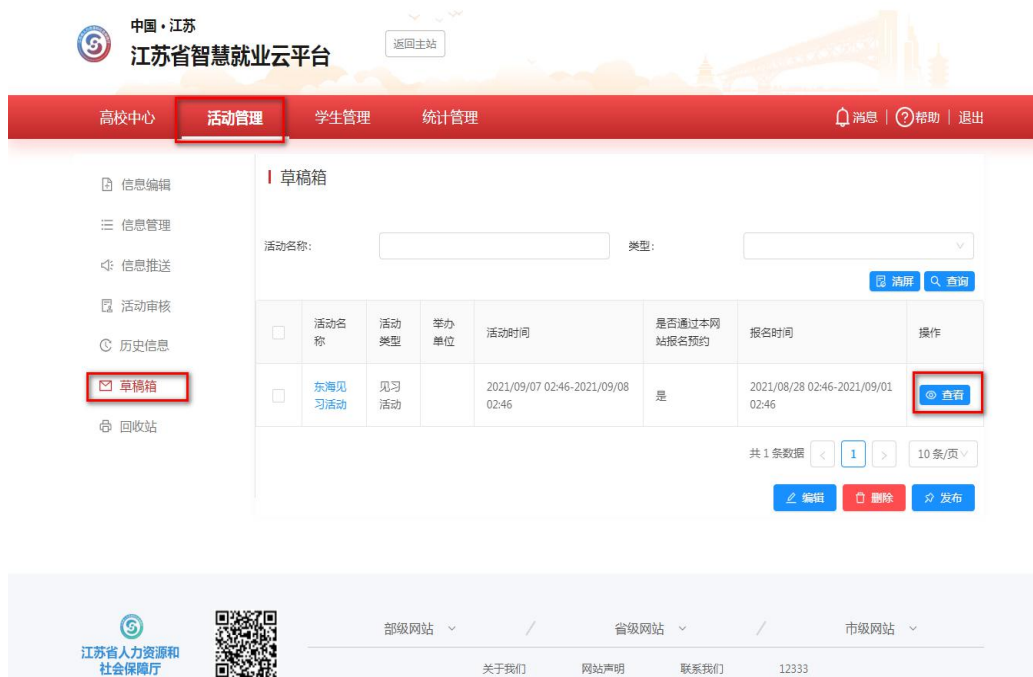 中国·江苏
江苏省智慧就业云平台
返回主站
高校中心 活动管理 学生管理 统计管理 消息 | ?帮助 | 退出
信息编辑
信息管理
信息推送
活动审核
历史信息
草稿箱
回收站
草稿箱
活动名称: 类型:
清屏 查询
活动名称 活动类型 举办单位 活动时间 是否通过本网站报名预约 报名时间 操作
东海见习活动 见习活动 2021/09/07 02:46-2021/09/08 02:46 是 2021/08/28 02:46-2021/09/01 02:46 查看
共 1 条数据 < 1 > 10 条/页
编辑 删除 发布
江苏省人力资源和
社会保障厅
部级网站 / 省级网站 / 市级网站
关于我们 网站声明 联系我们 12333